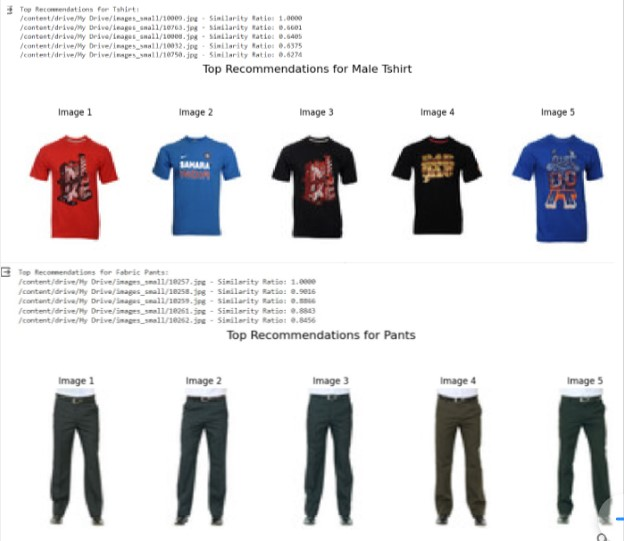 Top Recommendations for Tshirt:
/content/drive/My Drive/images_small/10009.jpg - Similarity Ratio: 1.0000
/content/drive/My Drive/images_small/10763.jpg - Similarity Ratio: 0.6601
/content/drive/My Drive/images_small/10008.jpg - Similarity Ratio: 0.6405
/content/drive/My Drive/images_small/10032.jpg - Similarity Ratio: 0.6375
/content/drive/My Drive/images_small/10750.jpg - Similarity Ratio: 0.6274
Top Recommendations for Male Tshirt
Image 1 Image 2 Image 3 Image 4 Image 5
SAHARA
Top Recommendations for Fabric Pants:
/content/drive/My Drive/images_small/10257.jpg - Similarity Ratio: 1.0000
/content/drive/My Drive/images_small/10258.jpg - Similarity Ratio: 0.9016
/content/drive/My Drive/images_small/10259.jpg - Similarity Ratio: 0.8866
/content/drive/My Drive/images_small/10261.jpg - Similarity Ratio: 0.8843
/content/drive/My Drive/images_small/10262.jpg - Similarity Ratio: 0.8456
Top Recommendations for Pants
Image 1 Image 2 Image 3 Image 4 Image 5